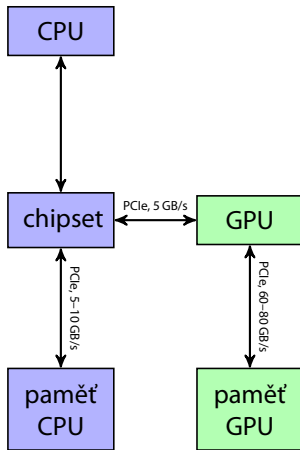 CPU
chipset
PCIe, 5 GB/s
GPU
PCIe, 5–10 GB/s
PCIe, 60–80 GB/s
paměť
CPU
paměť
GPU